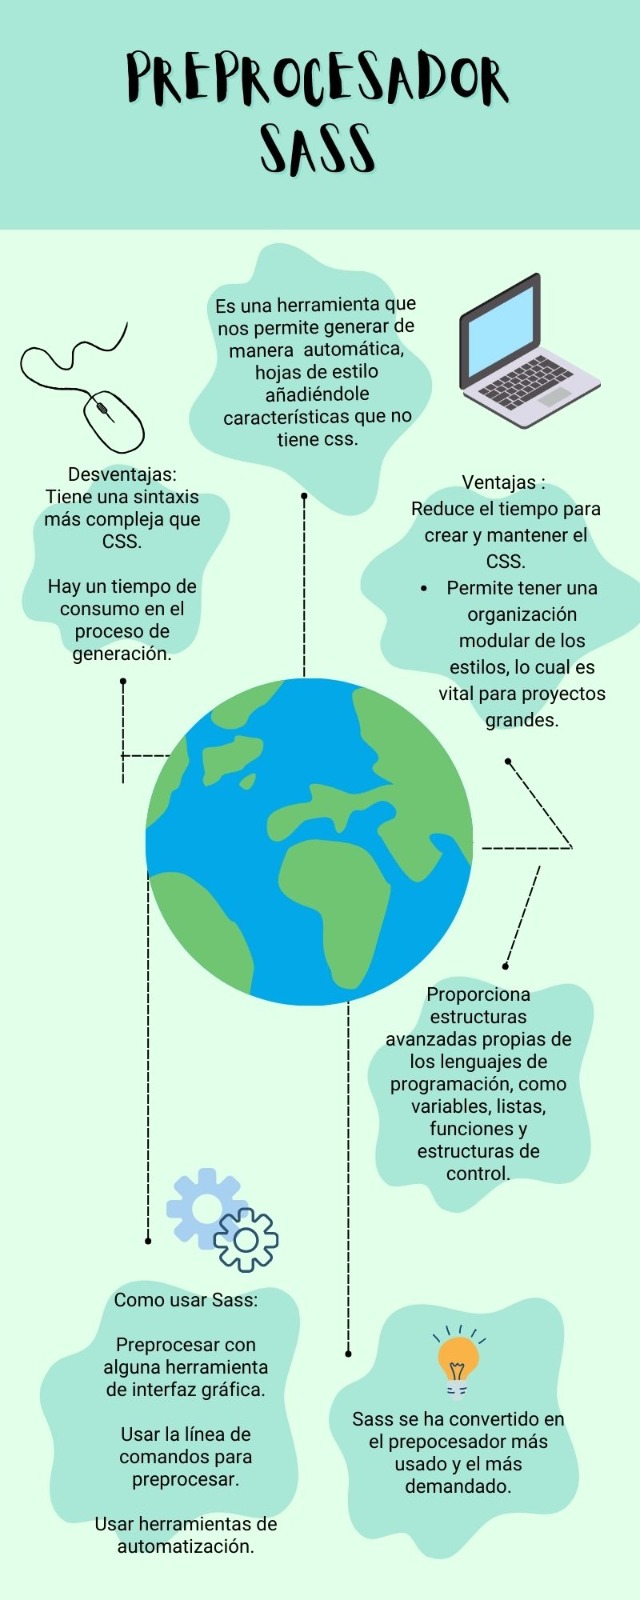 PREPROCESADOR
SASS
Es una herramienta que
nos permite generar de
manera automática,
hojas de estilo
añadiéndole
características que no
tiene css.
Desventajas:
Tiene una sintaxis
más compleja que
CSS.
Hay un tiempo de
consumo en el
proceso de
generación.
Ventajas :
Reduce el tiempo para
crear y mantener el
CSS.
• Permite tener una
organización
modular de los
estilos, lo cual es
vital para proyectos
grandes.
Proporciona
estructuras
avanzadas propias de
los lenguajes de
programación, como
variables, listas,
funciones y
estructuras de
control.
Como usar Sass:
Preprocesar con
alguna herramienta
de interfaz gráfica.
Usar la línea de
comandos para
preprocesar.
Usar herramientas de
automatización.
Sass se ha convertido en
el prepocesador más
usado y el más
demandado.